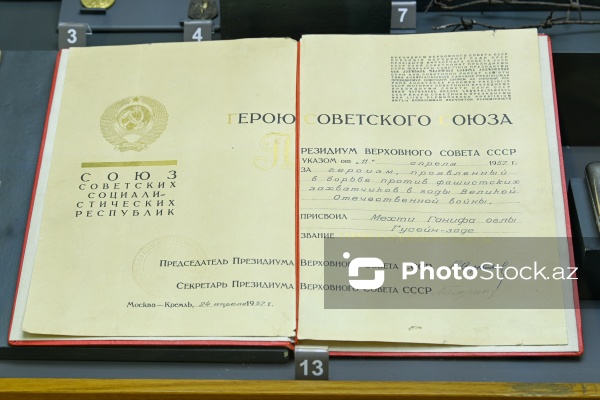 3
4
7
ГЕРОЮ СОВЕТСКОГО СОЮЗА
СОЮЗ
СОВЕТСКИХ
СОЦИАЛИ-
СТИЧЕСКИХ
РЕСПУБЛИК
ПРЕЗИДИУМ ВЕРХОВНОГО СОВЕТА СССР
УКАЗОМ от „11" апреля 1957 г.
ЗА героизм, проявленный
в борьбе против фашистских
захватчиков в годы Великой
Отечественной войны,
ПРИСВОИЛ Мехти Ганифа оглы
Гусейн-заде
ЗВАНИЕ
Председатель Президиума Верховного Совета
Секретарь Президиума Верховного Совета СССР
Москва—Кремль, 24 апреля 1957 г.
PhotoStock.az
13